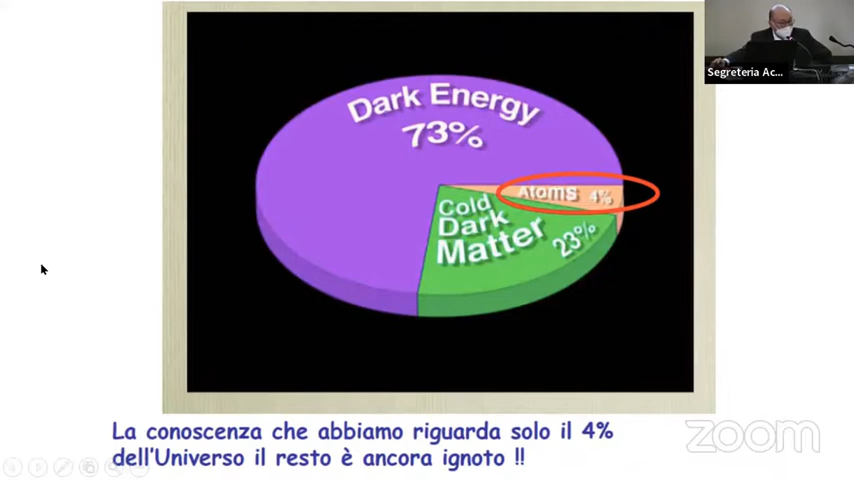 Dark Energy
73%
Atoms 4%
Cold
Dark
Matter
23%
Segreteria Ac...
La conoscenza che abbiamo riguarda solo il 4%
dell'Universo il resto è ancora ignoto !!
zoom